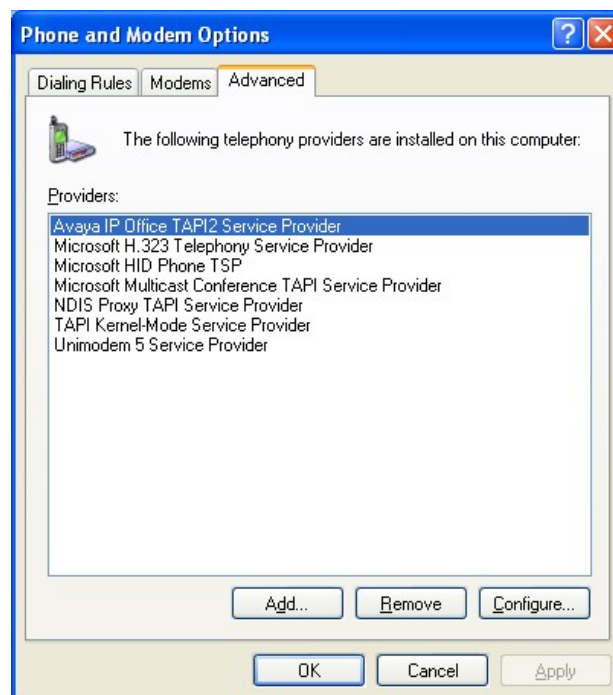 Phone and Modem Options
Dialing Rules Modems Advanced
The following telephony providers are installed on this computer:
Providers:
Avaya IP Office TAPI2 Service Provider
Microsoft H.323 Telephony Service Provider
Microsoft HID Phone TSP
Microsoft Multicast Conference TAPI Service Provider
NDIS Proxy TAPI Service Provider
TAPI Kernel-Mode Service Provider
Unimodem 5 Service Provider
Add... Remove Configure...
OK Cancel Apply